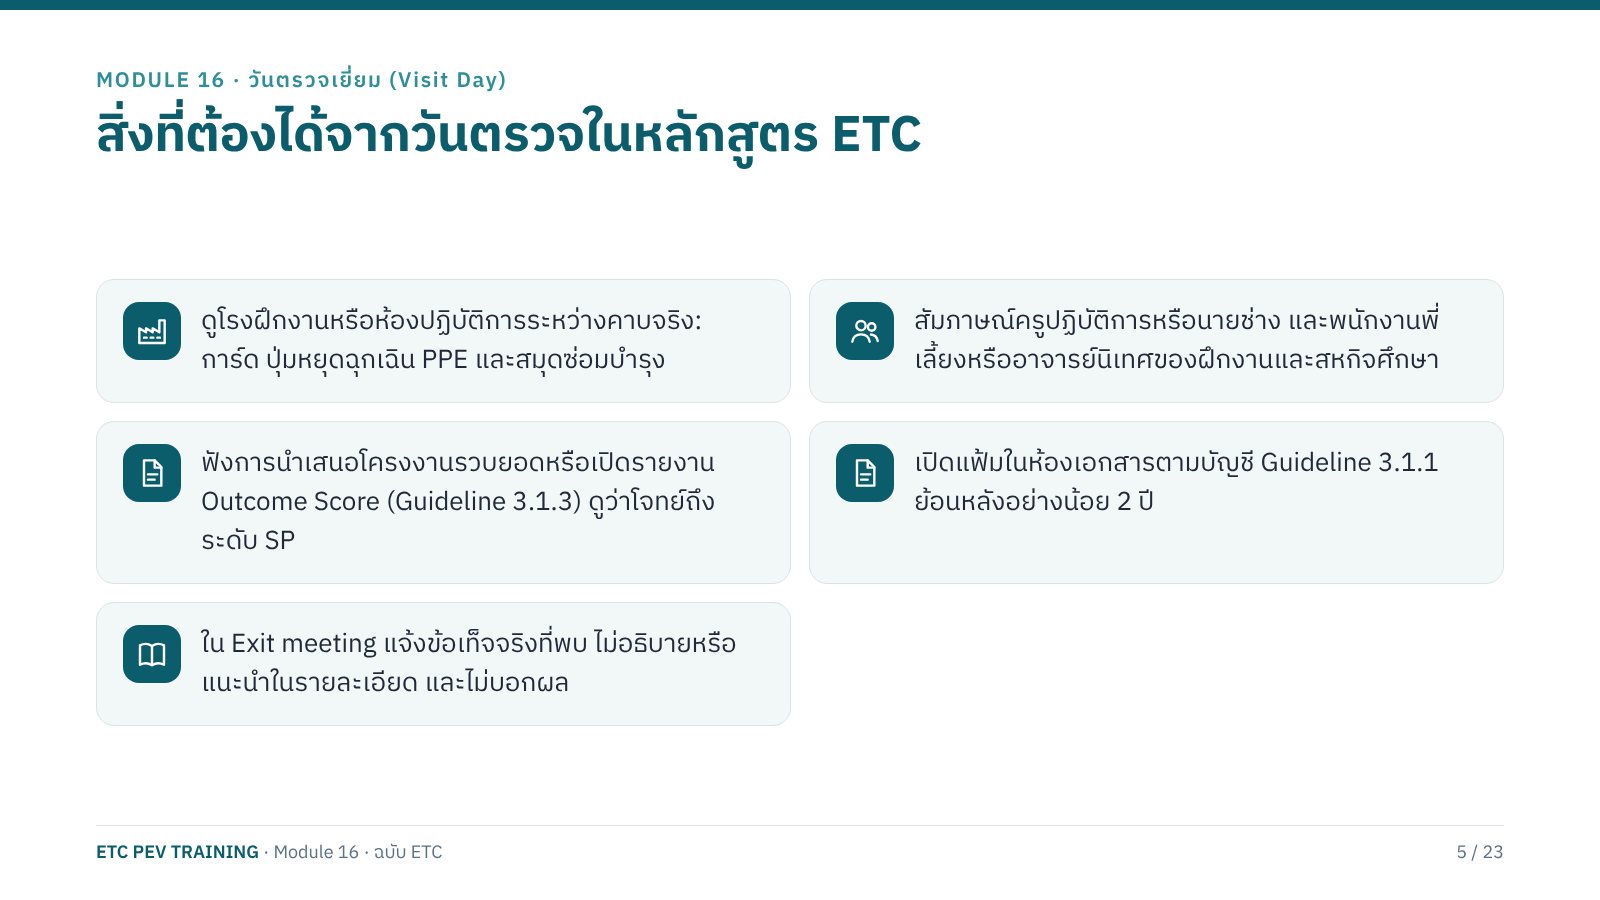 MODULE 16 · วันตรวจเยี่ยม (Visit Day)
สิ่งที่ต้องได้จากวันตรวจในหลักสูตร ETC
ดูโรงฝึกงานหรือห้องปฏิบัติการระหว่างคาบจริง:
การ์ด ปุ่มหยุดฉุกเฉิน PPE และสมุดซ่อมบำรุง
สัมภาษณ์ครูปฏิบัติการหรือนายช่าง และพนักงานพี่
เลี้ยงหรืออาจารย์นิเทศของฝึกงานและสหกิจศึกษา
ฟังการนำเสนอโครงงานรวบยอดหรือเปิดรายงาน
Outcome Score (Guideline 3.1.3) ดูว่าโจทย์ถึง
ระดับ SP
เปิดแฟ้มในห้องเอกสารตามบัญชี Guideline 3.1.1
ย้อนหลังอย่างน้อย 2 ปี
ใน Exit meeting แจ้งข้อเท็จจริงที่พบ ไม่อธิบายหรือ
แนะนำในรายละเอียด และไม่บอกผล
ETC PEV TRAINING · Module 16 · ฉบับ ETC
5 / 23